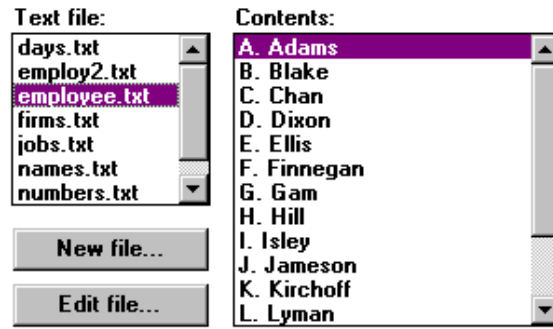 Text file:
days.txt
employ2.txt
employee.txt
firms.txt
jobs.txt
names.txt
numbers.txt
New file...
Edit file...
Contents:
A. Adams
B. Blake
C. Chan
D. Dixon
E. Ellis
F. Finnegan
G. Gam
H. Hill
I. Isley
J. Jameson
K. Kirchoff
L. Lyman